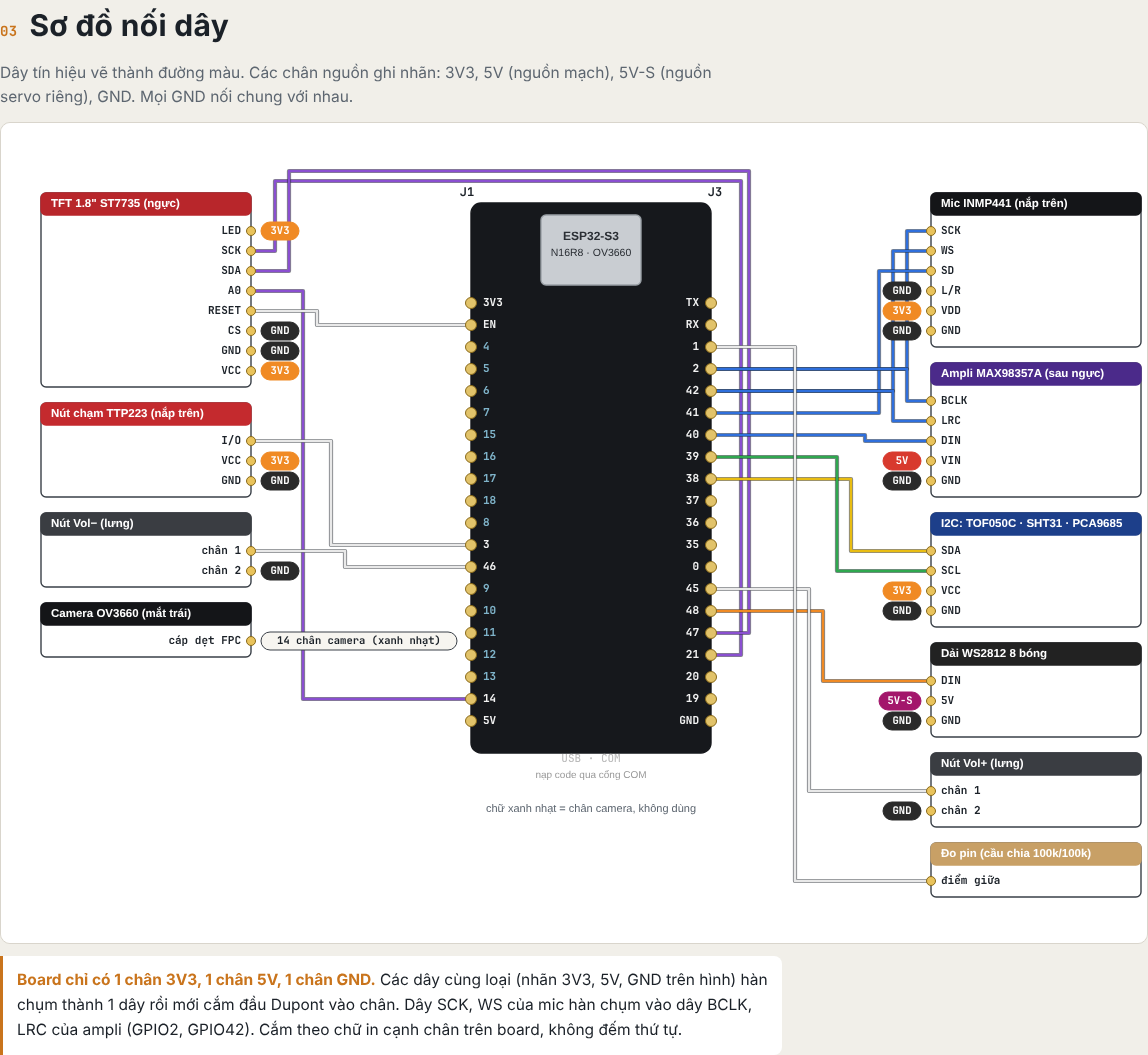 03 Sơ đồ nối dây
Dây tín hiệu vẽ thành đường màu. Các chân nguồn ghi nhãn: 3V3, 5V (nguồn mạch), 5V-S (nguồn
servo riêng), GND. Mọi GND nối chung với nhau.
TFT 1.8" ST7735 (ngực)
LED 3V3
SCK
SDA
A0
RESET
CS GND
GND GND
VCC 3V3
Nút chạm TTP223 (nắp trên)
I/O
VCC 3V3
GND GND
Nút Vol− (lưng)
chân 1
chân 2 GND
Camera OV3660 (mắt trái)
cáp dẹt FPC 14 chân camera (xanh nhạt)
J1
J3
ESP32-S3
N16R8 · OV3660
3V3 TX
EN RX
4 1
5 2
6 42
7 41
15 40
16 39
17 38
18 37
8 36
3 35
46 0
9 45
10 48
11 47
12 21
13 20
14 19
5V GND
USB · COM
nạp code qua cổng COM
chữ xanh nhạt = chân camera, không dùng
Mic INMP441 (nắp trên)
SCK
WS
SD
GND L/R
3V3 VDD
GND GND
Ampli MAX98357A (sau ngực)
BCLK
LRC
DIN
5V VIN
GND GND
I2C: TOF050C · SHT31 · PCA9685
SDA
SCL
3V3 VCC
GND GND
Dải WS2812 8 bóng
DIN
5V-S 5V
GND GND
Nút Vol+ (lưng)
chân 1
GND chân 2
Đo pin (cầu chia 100k/100k)
điểm giữa
Board chỉ có 1 chân 3V3, 1 chân 5V, 1 chân GND. Các dây cùng loại (nhãn 3V3, 5V, GND trên hình) hàn
chụm thành 1 dây rồi mới cắm đầu Dupont vào chân. Dây SCK, WS của mic hàn chụm vào dây BCLK,
LRC của ampli (GPIO2, GPIO42). Cắm theo chữ in cạnh chân trên board, không đếm thứ tự.